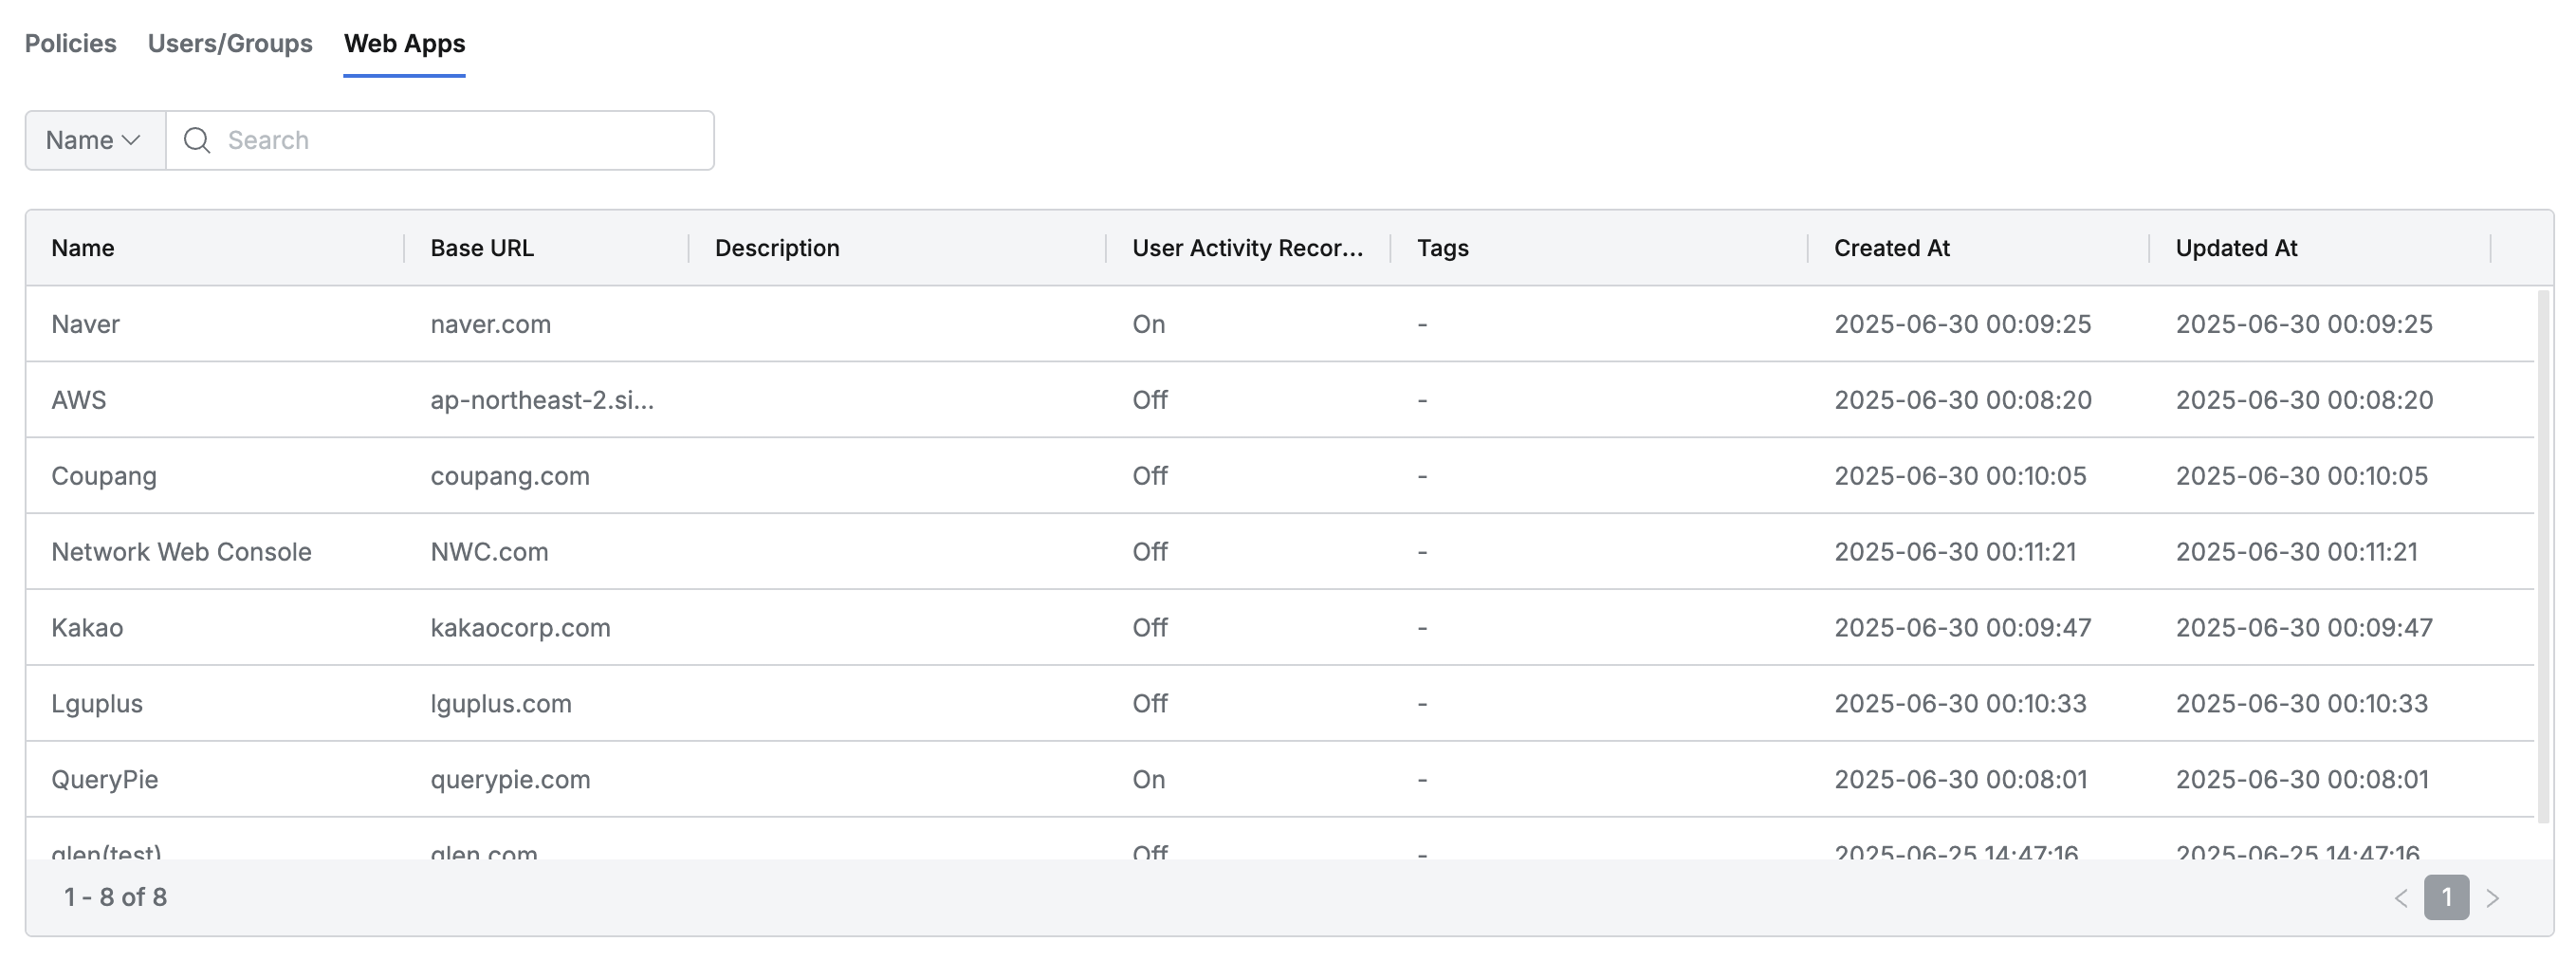 Policies Users/Groups Web Apps
Name Search
Name Base URL Description User Activity Recor... Tags Created At Updated At
Naver naver.com On - 2025-06-30 00:09:25 2025-06-30 00:09:25
AWS ap-northeast-2.si... Off - 2025-06-30 00:08:20 2025-06-30 00:08:20
Coupang coupang.com Off - 2025-06-30 00:10:05 2025-06-30 00:10:05
Network Web Console NWC.com Off - 2025-06-30 00:11:21 2025-06-30 00:11:21
Kakao kakaocorp.com Off - 2025-06-30 00:09:47 2025-06-30 00:09:47
Lguplus lguplus.com Off - 2025-06-30 00:10:33 2025-06-30 00:10:33
QueryPie querypie.com On - 2025-06-30 00:08:01 2025-06-30 00:08:01
glen(test) glen.com Off - 2025-06-25 14:47:16 2025-06-25 14:47:16
1 - 8 of 8 < 1 >